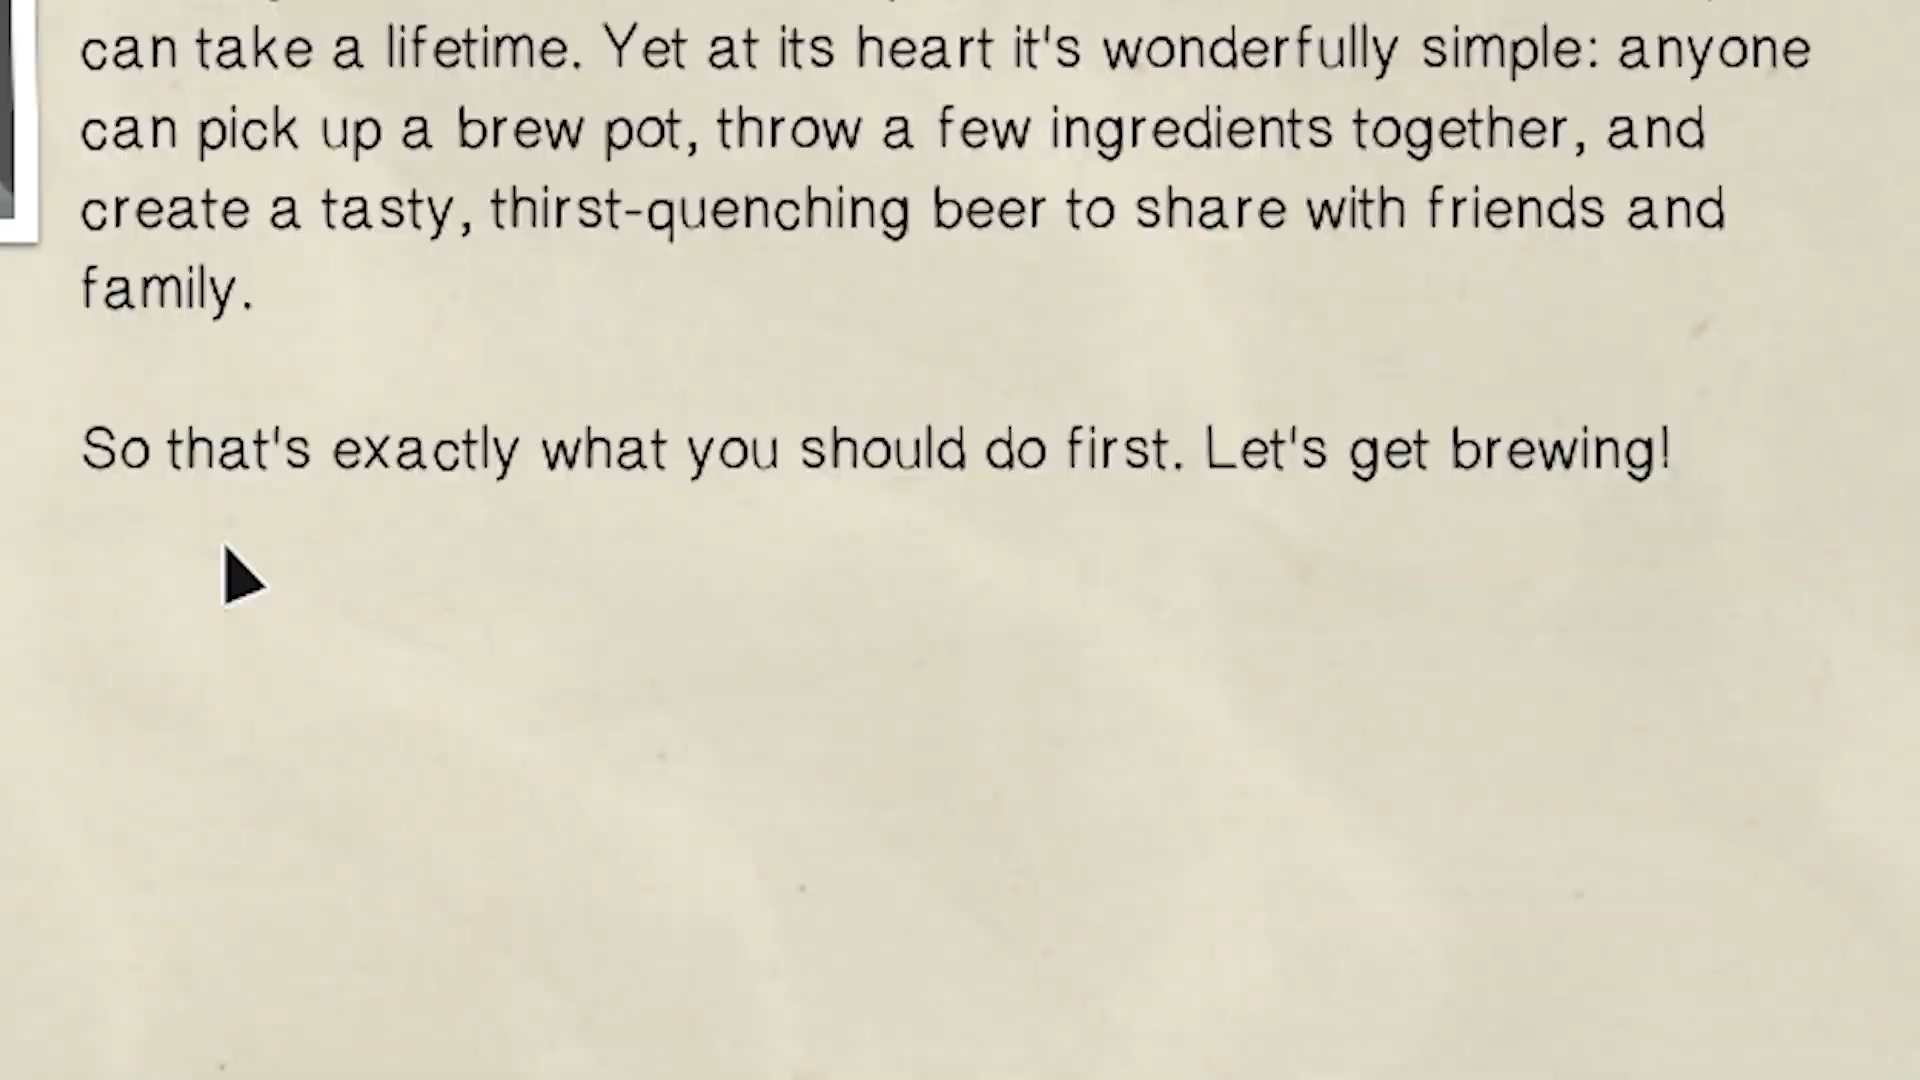 can take a lifetime. Yet at its heart it's wonderfully simple: anyone
can pick up a brew pot, throw a few ingredients together, and
create a tasty, thirst-quenching beer to share with friends and
family.
So that's exactly what you should do first. Let's get brewing!